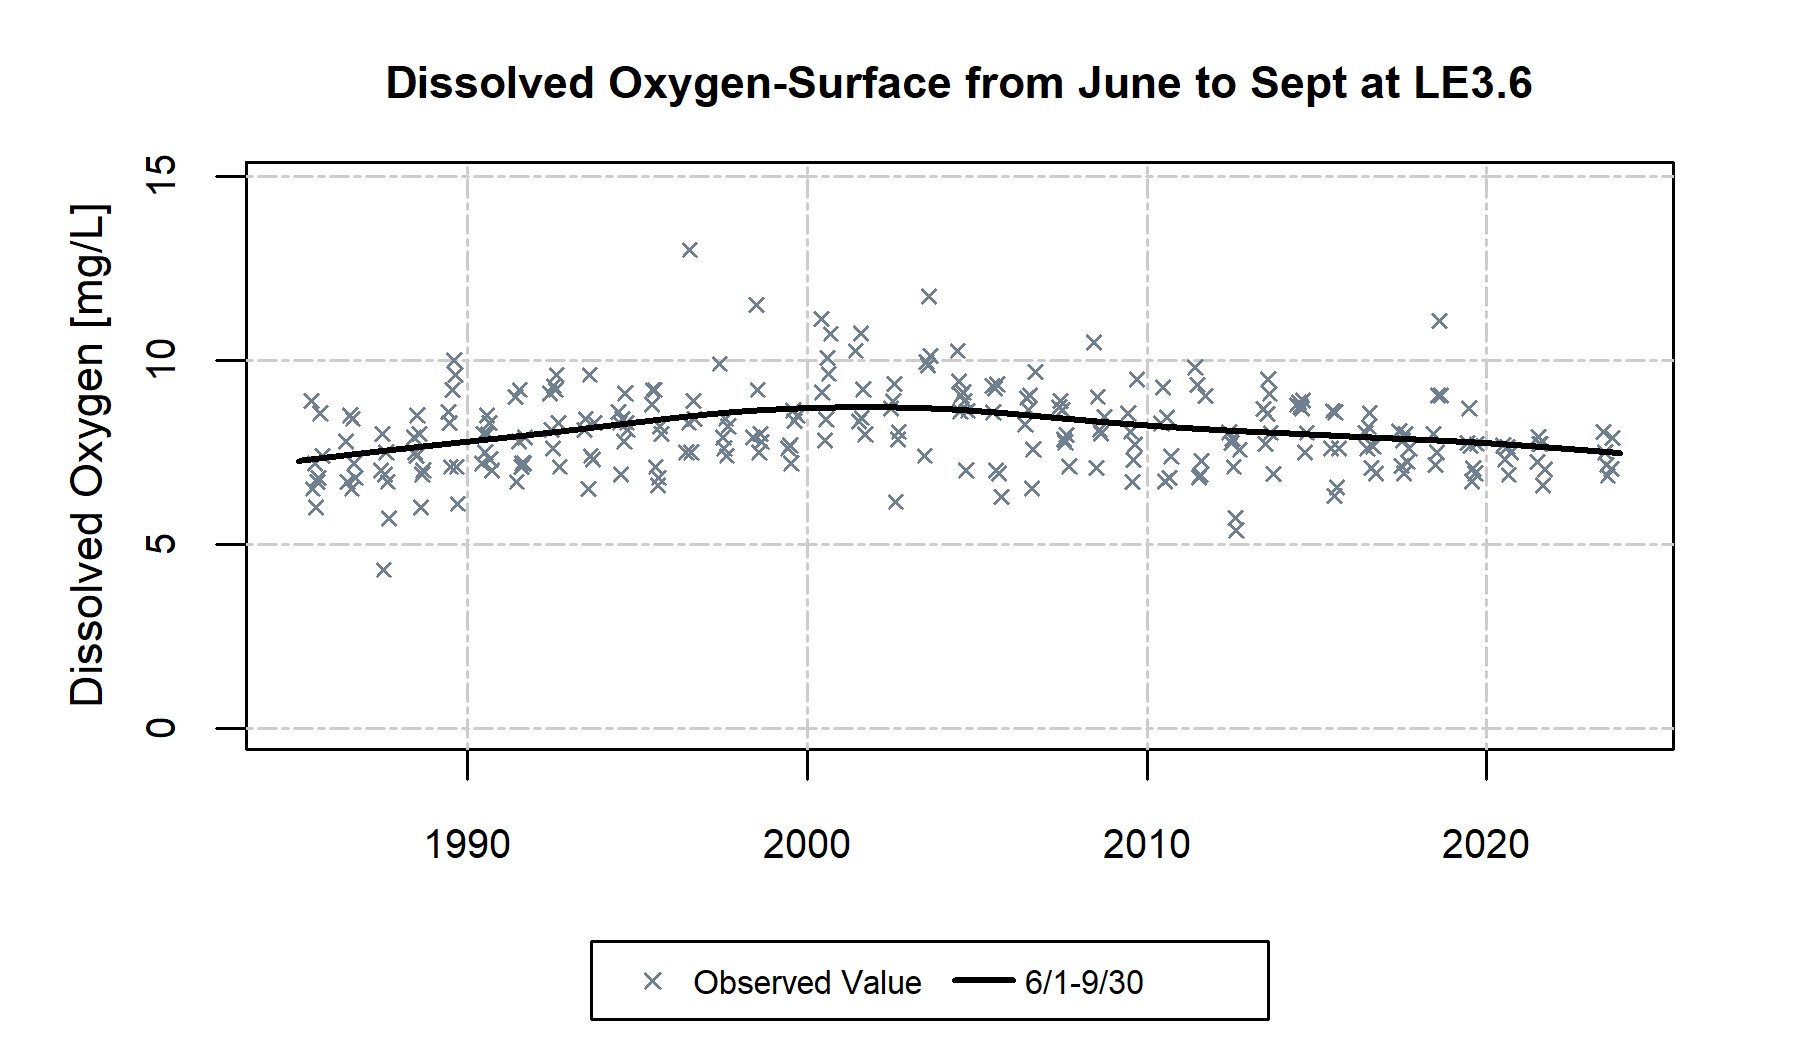 Dissolved Oxygen-Surface from June to Sept at LE3.6
Dissolved Oxygen [mg/L]
15
10
5
0
1990 2000 2010 2020
Observed Value 6/1-9/30